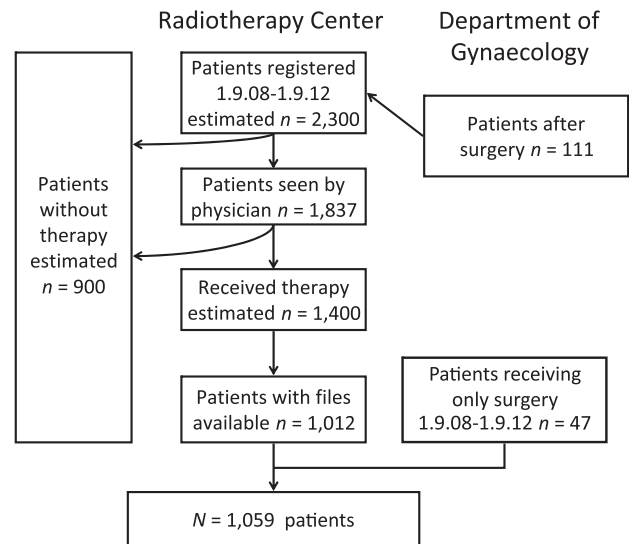 Radiotherapy Center
Department of
Gynaecology
Patients registered
1.9.08-1.9.12
estimated n = 2,300
Patients after
surgery n = 111
Patients
without
therapy
estimated
n = 900
Patients seen by
physician n = 1,837
Received therapy
estimated n = 1,400
Patients with files
available n = 1,012
Patients receiving
only surgery
1.9.08-1.9.12 n = 47
N = 1,059 patients